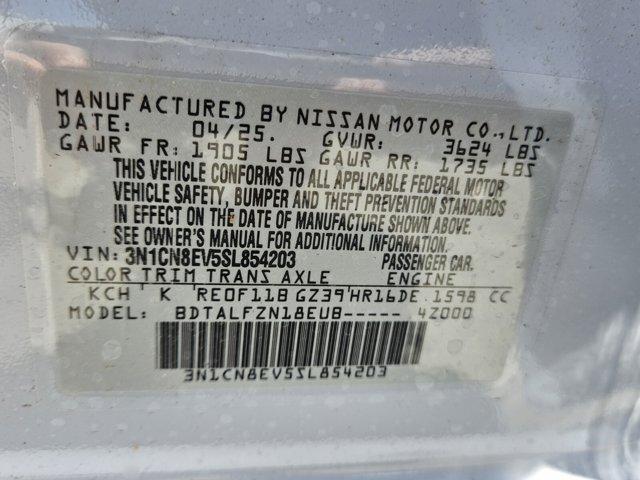 MANUFACTURED BY NISSAN MOTOR CO.,LTD.
DATE: 04/25. GVWR: 3624 LBS
GAWR FR: 1905 LBS GAWR RR: 1735 LBS
THIS VEHICLE CONFORMS TO ALL APPLICABLE FEDERAL MOTOR
VEHICLE SAFETY, BUMPER AND THEFT PREVENTION STANDARDS
IN EFFECT ON THE DATE OF MANUFACTURE SHOWN ABOVE.
SEE OWNER'S MANUAL FOR ADDITIONAL INFORMATION.
VIN: 3N1CN8EV5SL854203 PASSENGER CAR.
COLOR TRIM TRANS AXLE ENGINE
KCH K RE0F11B GZ39 HR16DE 1598 CC
MODEL: BDTALFZN18EUB----- 4Z000
3N1CN8EV5SL854203